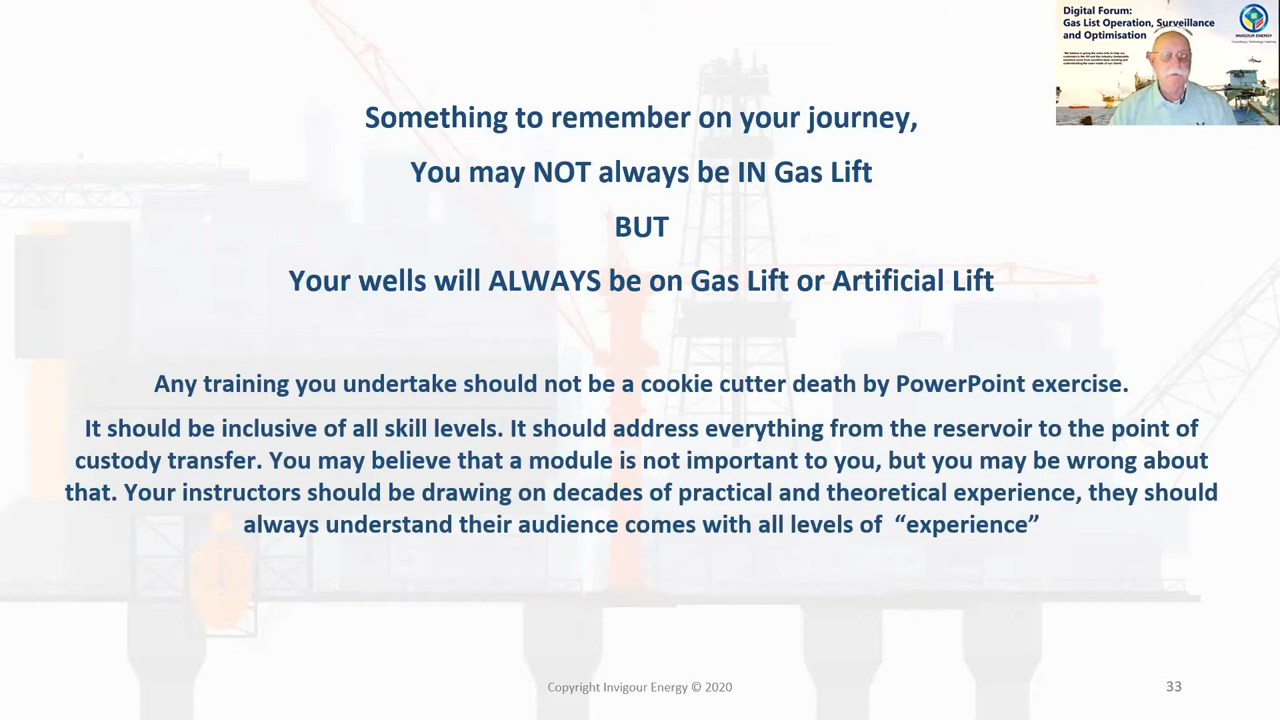 Digital Forum:
Gas List Operation, Surveillance
and Optimisation
INVIGOUR ENERGY
Something to remember on your journey,
You may NOT always be IN Gas Lift
BUT
Your wells will ALWAYS be on Gas Lift or Artificial Lift
Any training you undertake should not be a cookie cutter death by PowerPoint exercise.
It should be inclusive of all skill levels. It should address everything from the reservoir to the point of
custody transfer. You may believe that a module is not important to you, but you may be wrong about
that. Your instructors should be drawing on decades of practical and theoretical experience, they should
always understand their audience comes with all levels of “experience”
Copyright Invigour Energy © 2020
33